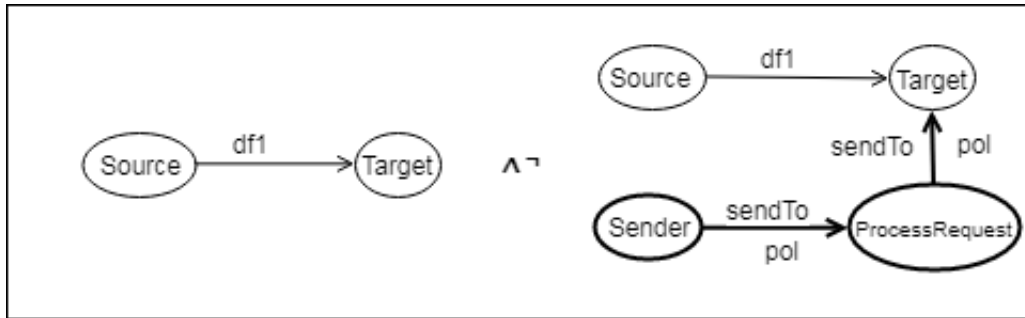 Source df1 Target
∧¬
Source df1 Target
sendTo pol
Sender sendTo ProcessRequest
pol